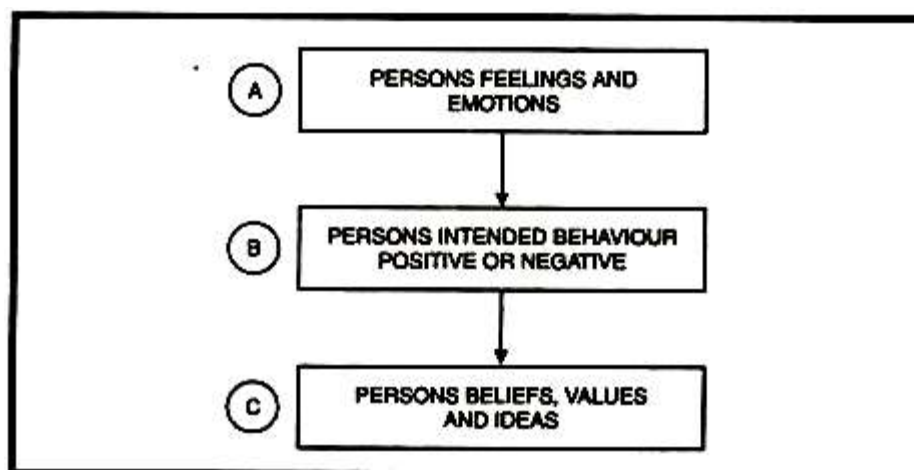 A
PERSONS FEELINGS AND
EMOTIONS
B
PERSONS INTENDED BEHAVIOUR
POSITIVE OR NEGATIVE
C
PERSONS BELIEFS, VALUES
AND IDEAS